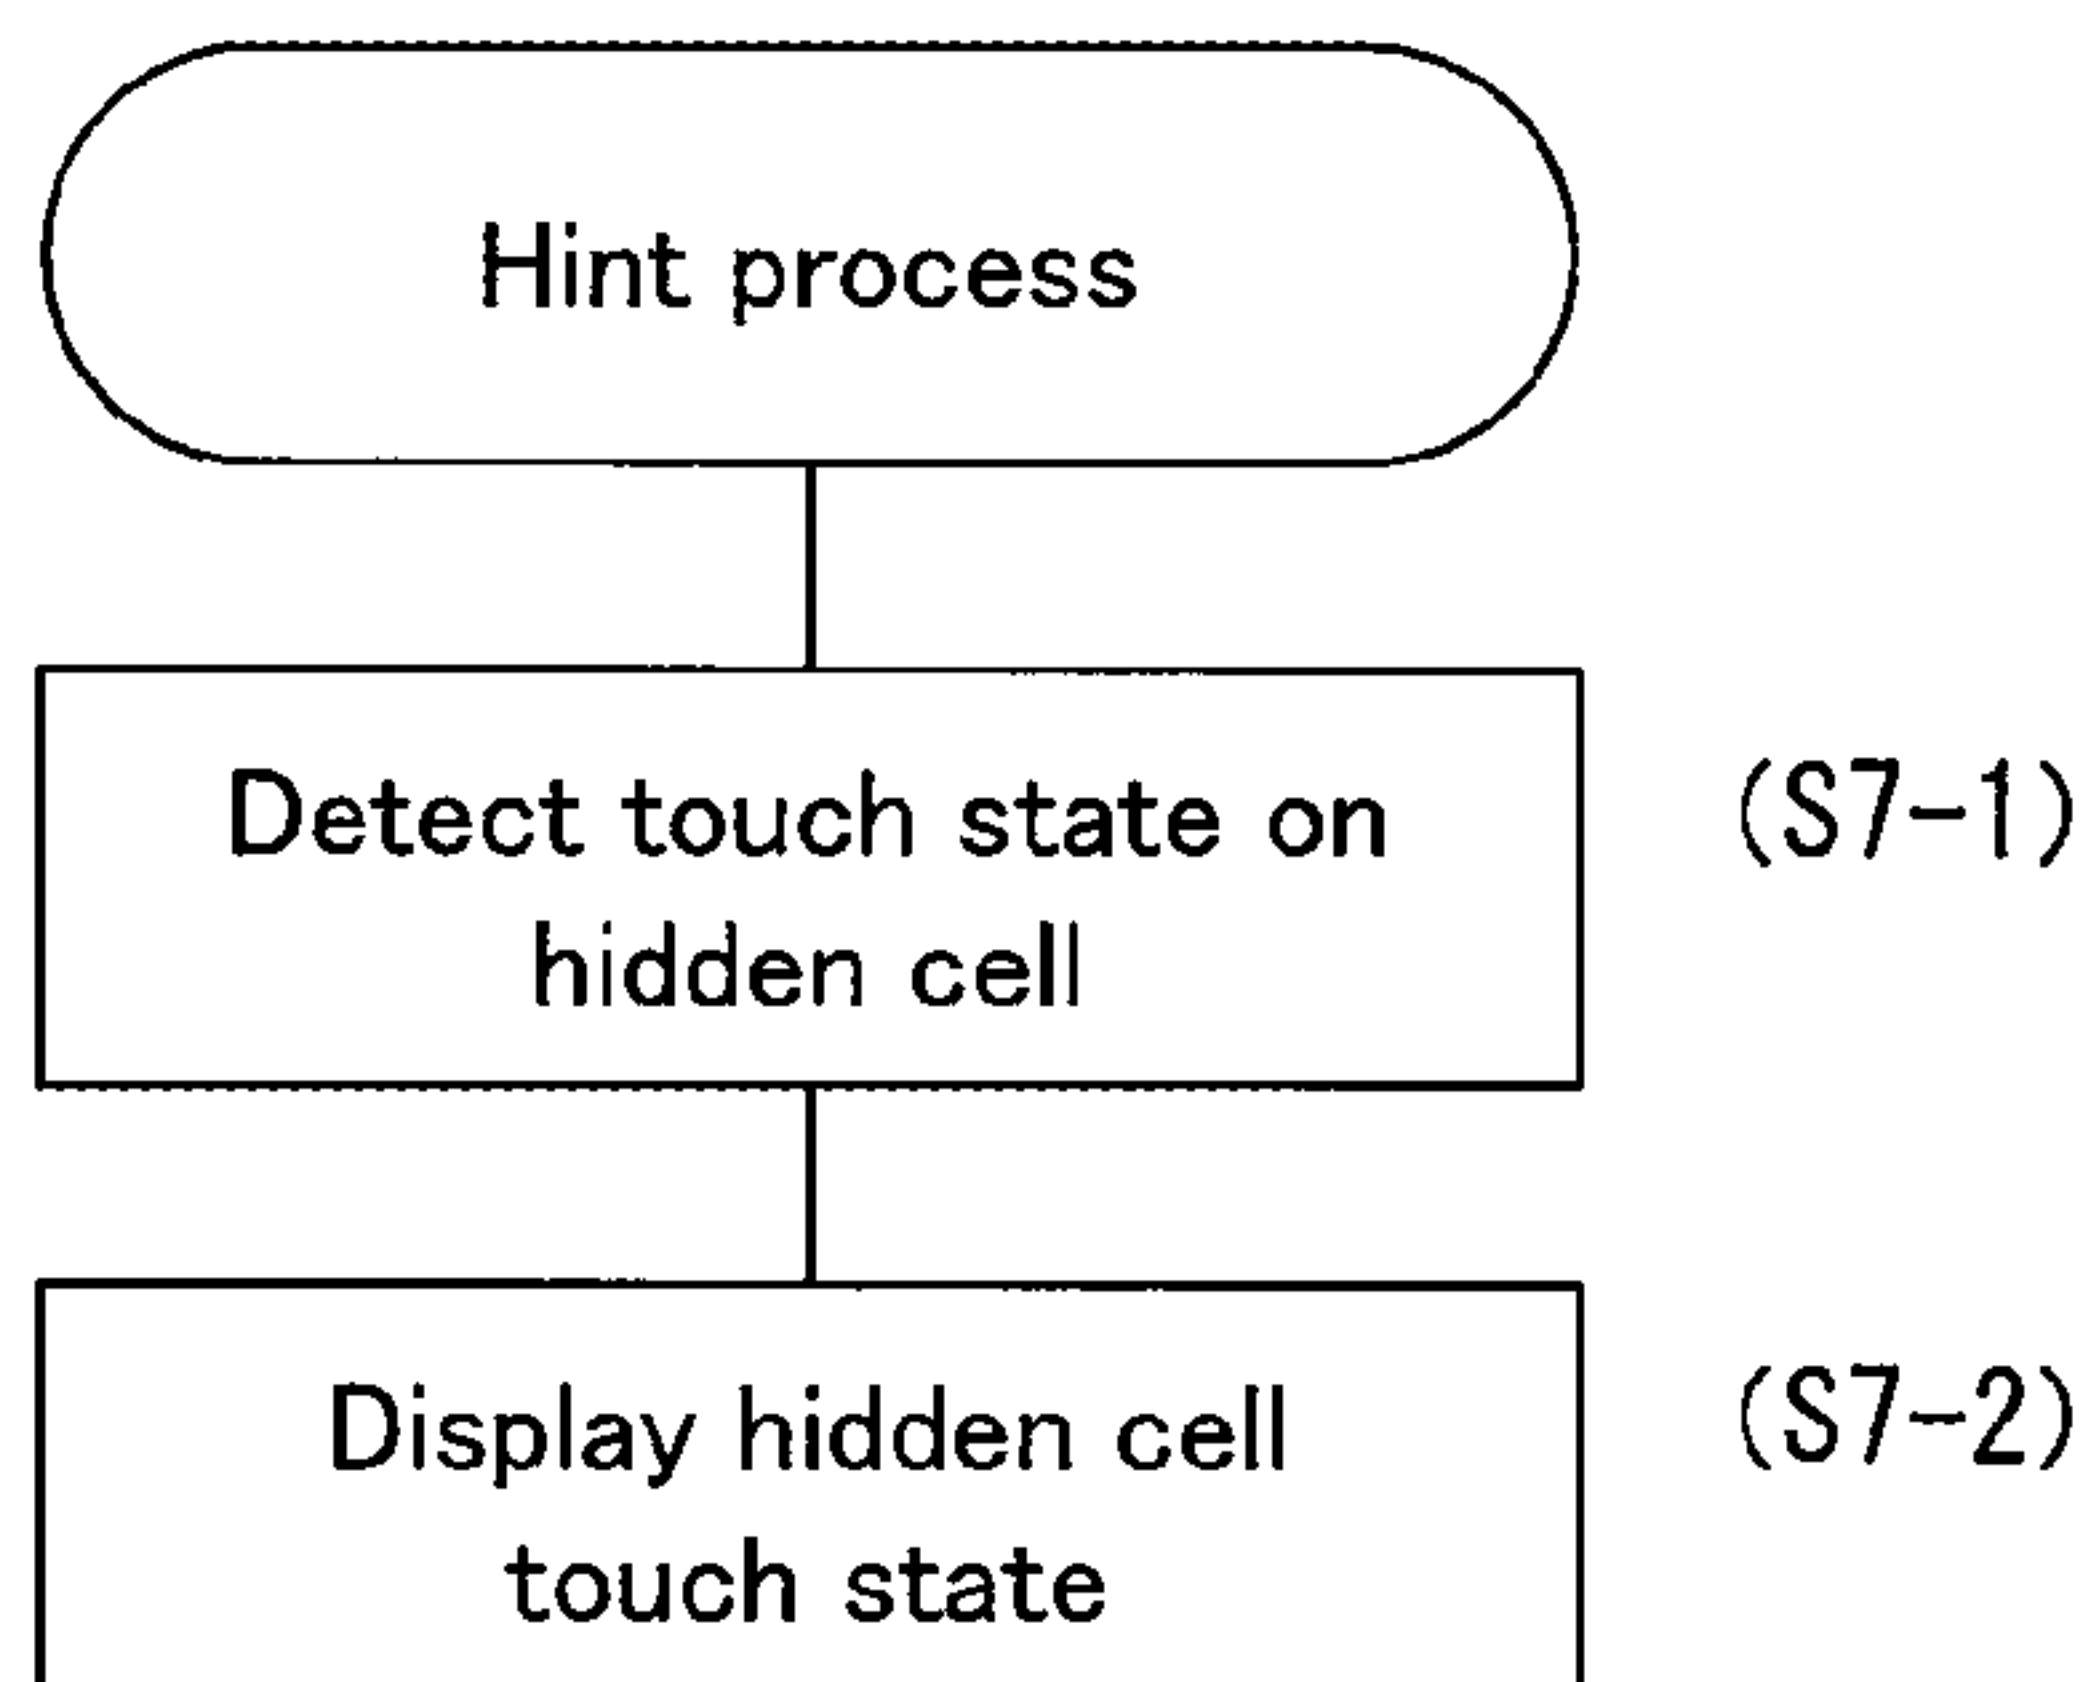 Hint process
Detect touch state on
hidden cell
(S7-1)
Display hidden cell
touch state
(S7-2)